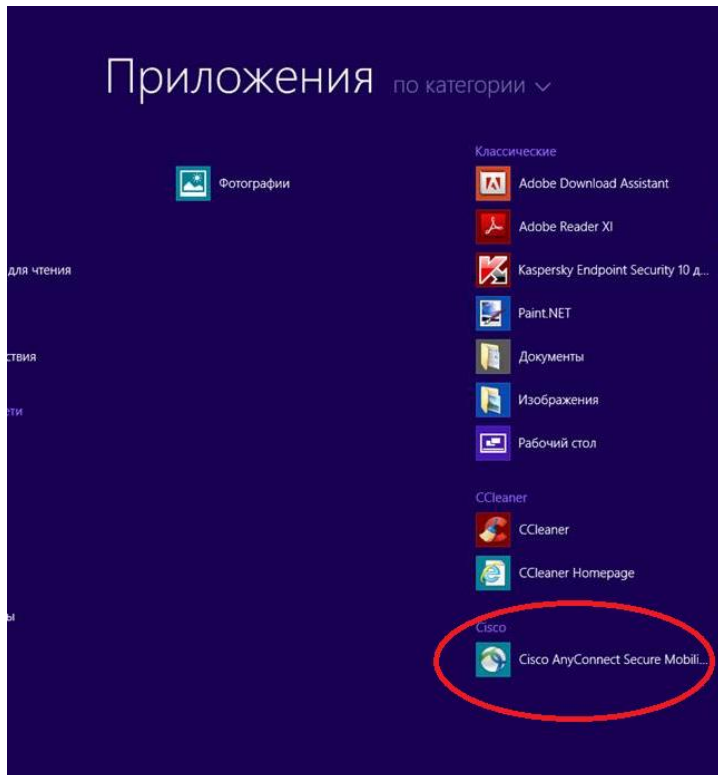 Приложения по категории
Фотографии
для чтения
ствия
ети
ы
Классические
Adobe Download Assistant
Adobe Reader XI
Kaspersky Endpoint Security 10 д...
Paint.NET
Документы
Изображения
Рабочий стол
CCleaner
CCleaner
CCleaner Homepage
Cisco
Cisco AnyConnect Secure Mobili...